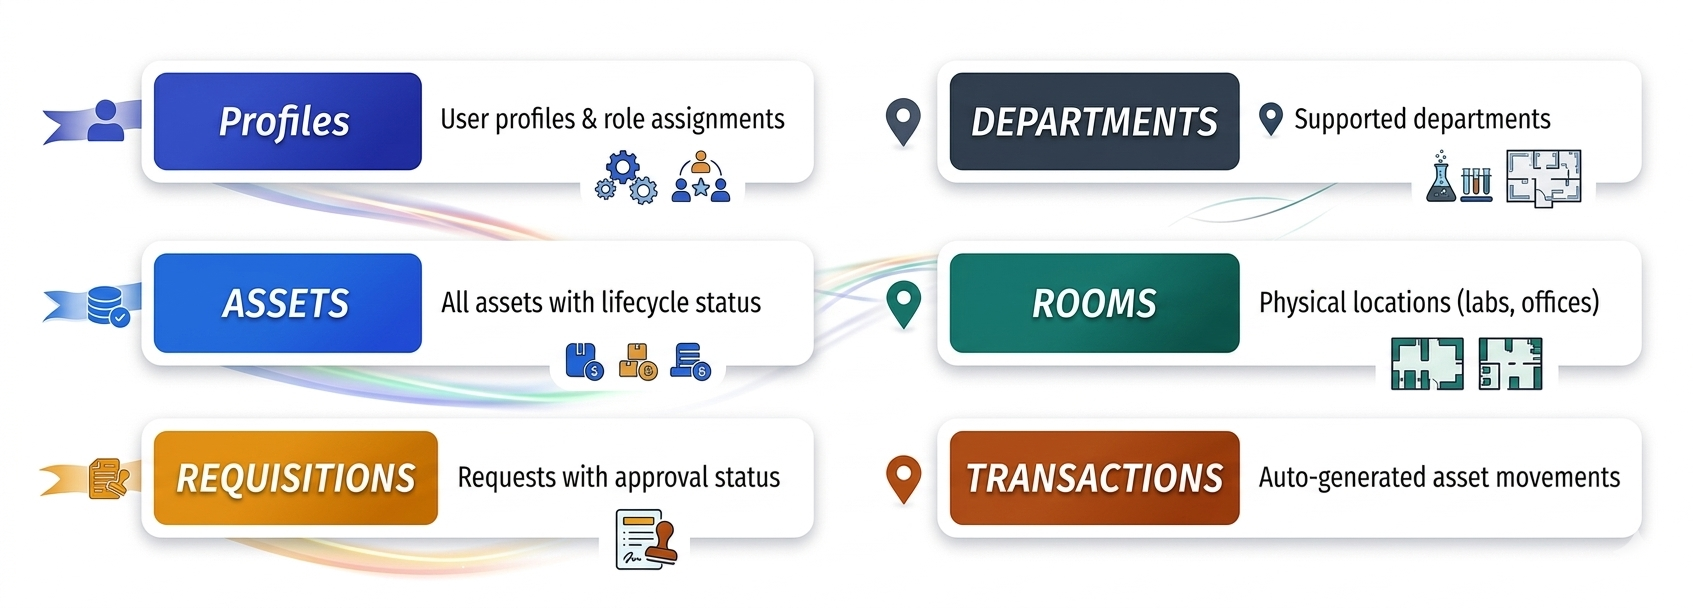 Profiles
User profiles & role assignments
ASSETS
All assets with lifecycle status
REQUISITIONS
Requests with approval status
DEPARTMENTS
Supported departments
ROOMS
Physical locations (labs, offices)
TRANSACTIONS
Auto-generated asset movements